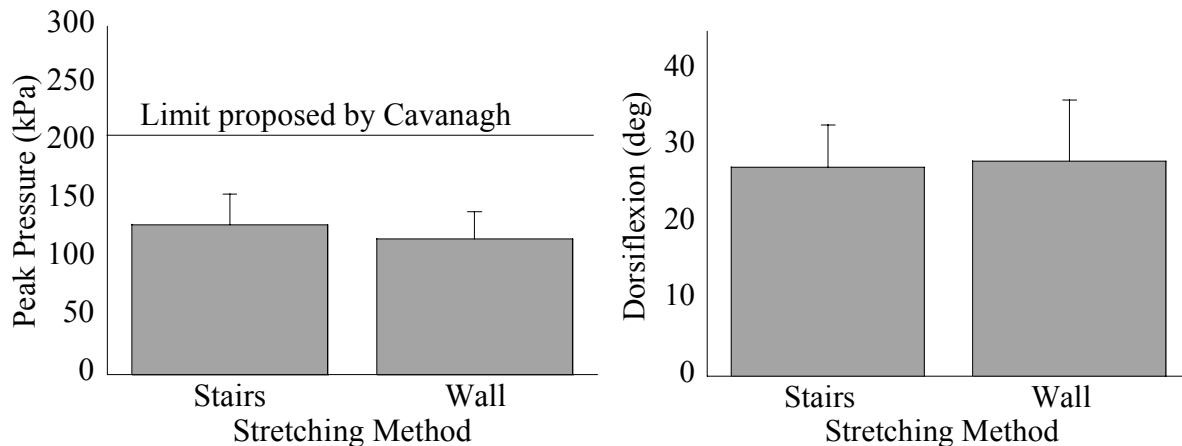 300
250
200
150
100
50
0
Peak Pressure (kPa)
Limit proposed by Cavanagh
Stairs Wall
Stretching Method
40
30
20
10
0
Dorsiflexion (deg)
Stairs Wall
Stretching Method